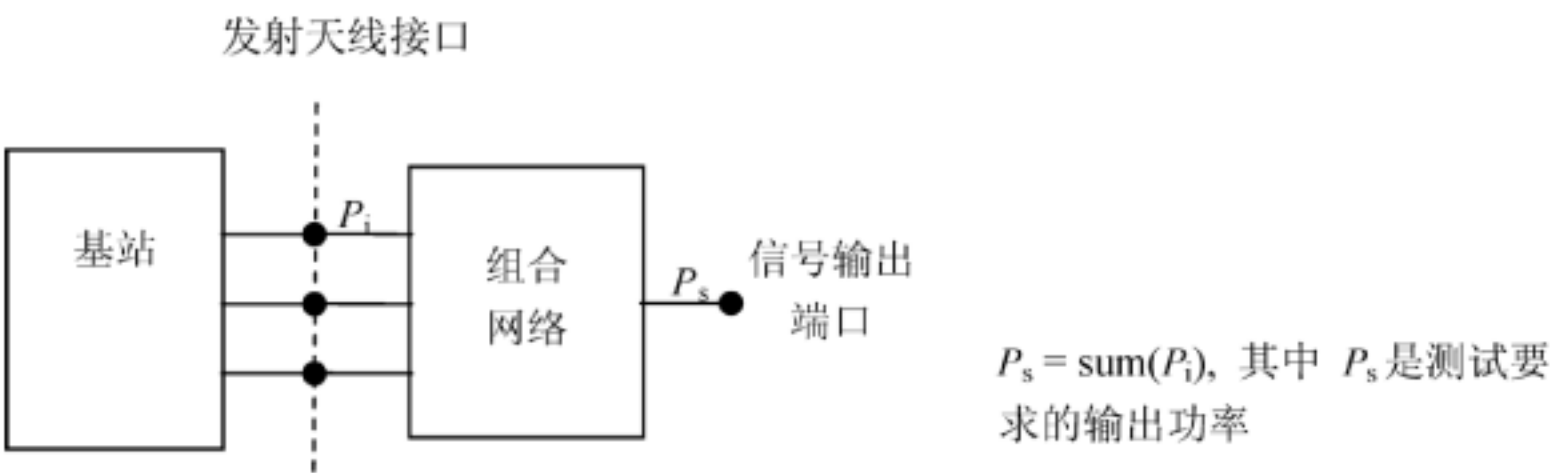 发射天线接口
基站
Pi
组合
网络
Ps
信号输出
端口
Ps = sum(Pi), 其中 Ps是测试要
求的输出功率